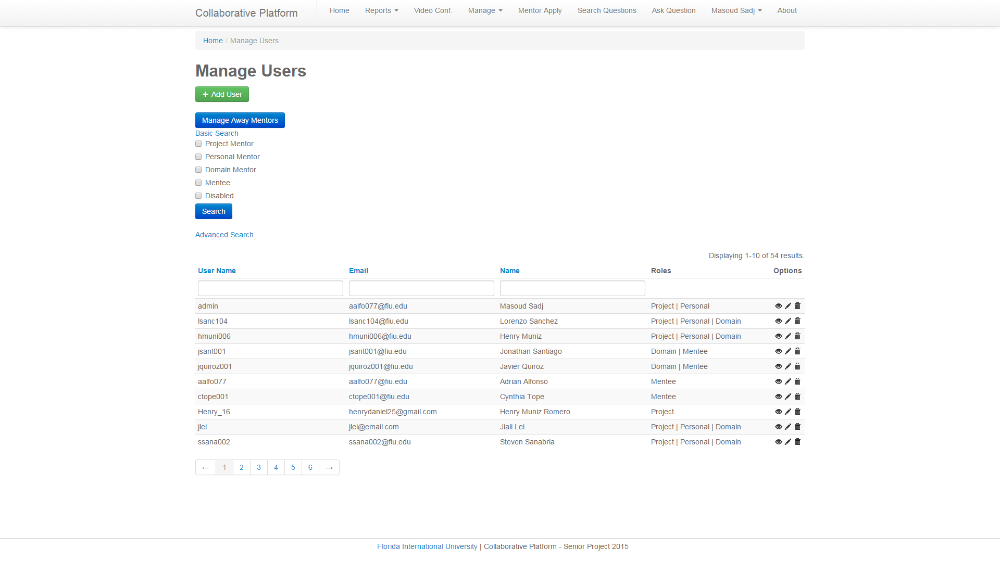 Collaborative Platform Home Reports Video Conf. Manage Mentor Apply Search Questions Ask Question Masoud Sadj About
Home / Manage Users
Manage Users
Add User
Manage Away Mentors
Basic Search
Project Mentor
Personal Mentor
Domain Mentor
Mentee
Disabled
Search
Advanced Search
Displaying 1-10 of 54 results.
User Name Email Name Roles Options
admin aalfo077@fiu.edu Masoud Sadj Project | Personal
lsanc104 lsanc104@fiu.edu Lorenzo Sanchez Project | Personal | Domain
hmuni006 hmuni006@fiu.edu Henry Muniz Project | Personal | Domain
jsant001 jsant001@fiu.edu Jonathan Santiago Domain | Mentee
jquiroz001 jquiroz001@fiu.edu Javier Quiroz Domain | Mentee
aalfo077 aalfo077@fiu.edu Adrian Alfonso Mentee
ctope001 ctope001@fiu.edu Cynthia Tope Mentee
Henry_16 henrydaniel25@gmail.com Henry Muniz Romero Project
jlei jlei@email.com Jiali Lei Project | Personal | Domain
ssana002 ssana002@fiu.edu Steven Sanabria Project | Personal | Domain
← 1 2 3 4 5 6 →
Florida International University | Collaborative Platform - Senior Project 2015